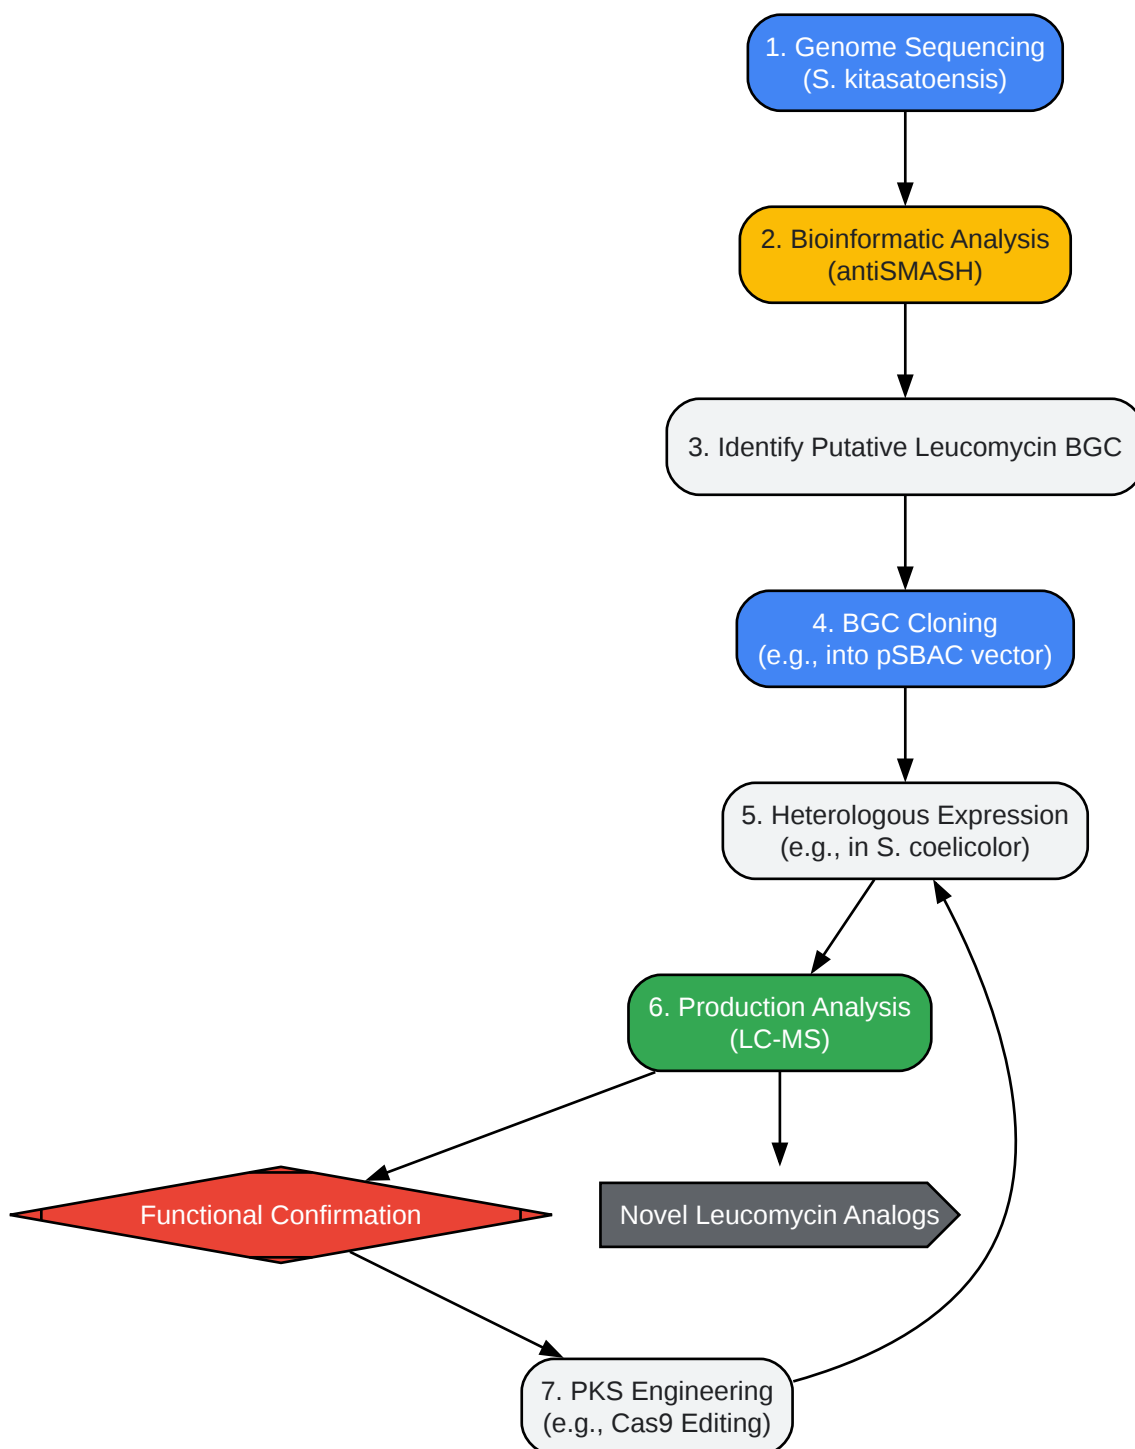 1. Genome Sequencing
(S. kitasatoensis)
2. Bioinformatic Analysis
(antiSMASH)
3. Identify Putative Leucomycin BGC
4. BGC Cloning
(e.g., into pSBAC vector)
5. Heterologous Expression
(e.g., in S. coelicolor)
6. Production Analysis
(LC-MS)
Functional Confirmation
Novel Leucomycin Analogs
7. PKS Engineering
(e.g., Cas9 Editing)